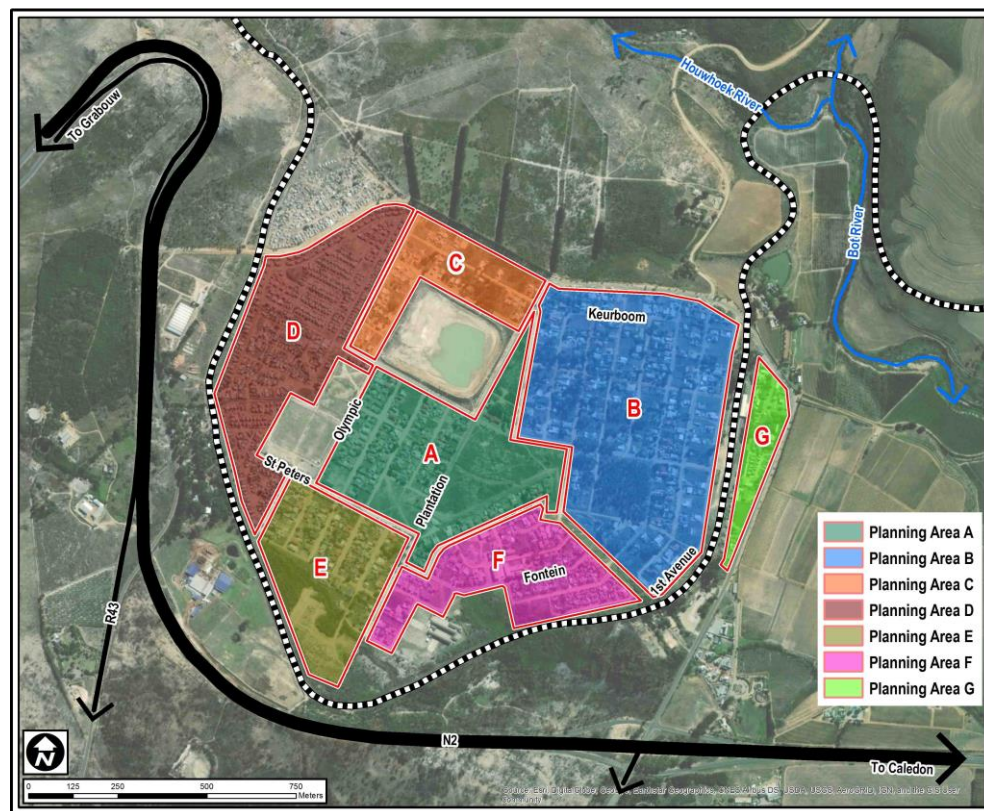 To Grabouw
Houwhoek River
Bot River
C
Keurboom
D
Olympic
B
G
A
St Peters
Plantation
E
F
Fontein
1st Avenue
R43
N2
To Caledon
Planning Area A
Planning Area B
Planning Area C
Planning Area D
Planning Area E
Planning Area F
Planning Area G
N
0 125 250 500 750
Meters